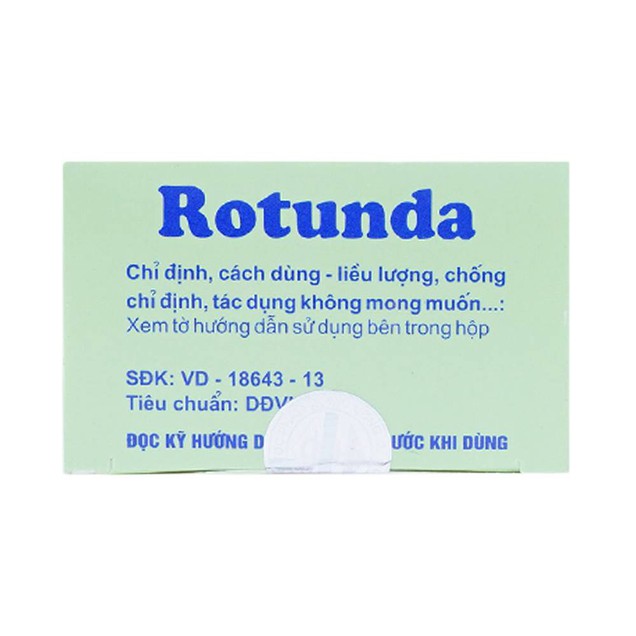 Rotunda
Chỉ định, cách dùng - liều lượng, chống
chỉ định, tác dụng không mong muốn...:
Xem tờ hướng dẫn sử dụng bên trong hộp
SĐK: VD - 18643 - 13
Tiêu chuẩn:
ĐỌC KỸ HƯỚNG KHI DÙNG